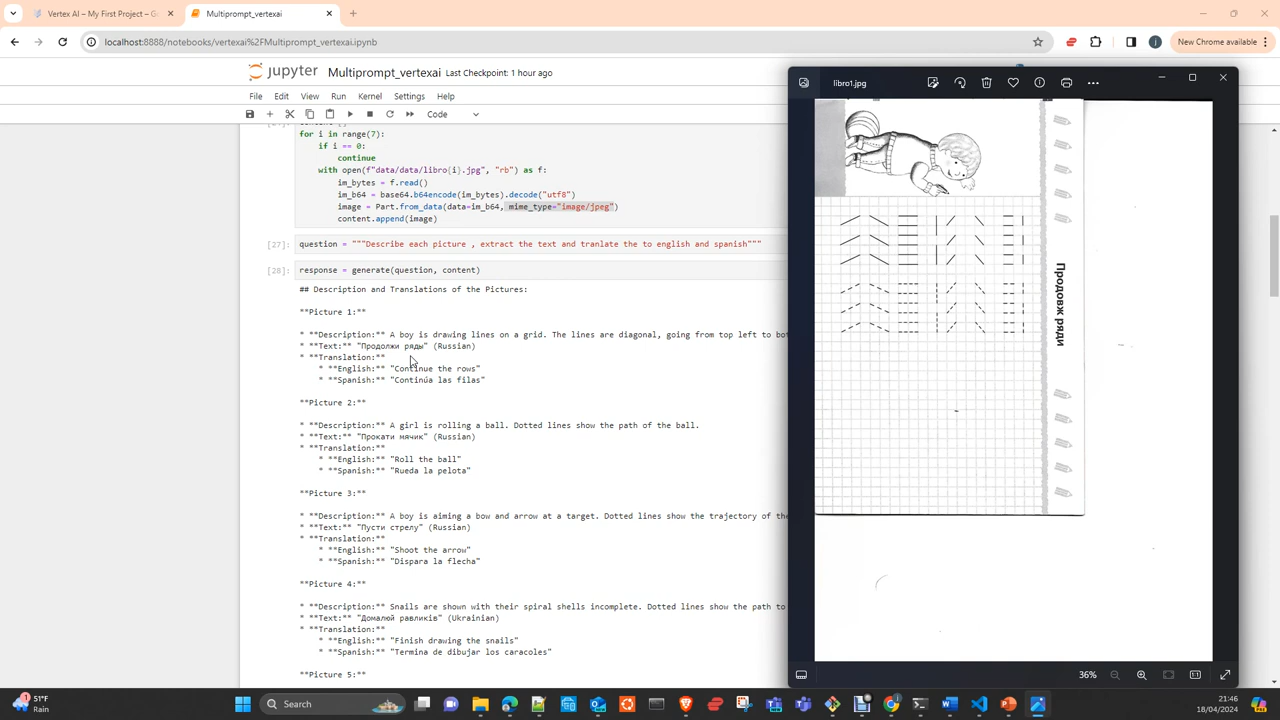 Vertex AI – My First Project – Go
Multiprompt_vertexai
localhost:8888/notebooks/vertexai%2FMultiprompt_vertexai.ipynb
New Chrome available
jupyter Multiprompt_vertexai Last Checkpoint: 1 hour ago
File Edit View Run Kernel Settings Help
Code
for i in range(7):
if i == 0:
continue
with open(f"data/data/libro{i}.jpg", "rb") as f:
im_bytes = f.read()
im_b64 = base64.b64encode(im_bytes).decode("utf8")
image = Part.from_data(data=im_b64, mime_type="image/jpeg")
content.append(image)
[27]: question = """Describe each picture , extract the text and tranlate the to english and spanish"""
[28]: response = generate(question, content)
## Description and Translations of the Pictures:
**Picture 1:**
* **Description:** A boy is drawing lines on a grid. The lines are diagonal, going from top left to bot
* **Text:** "Продолжи ряды" (Russian)
* **Translation:**
* **English:** "Continue the rows"
* **Spanish:** "Continúa las filas"
**Picture 2:**
* **Description:** A girl is rolling a ball. Dotted lines show the path of the ball.
* **Text:** "Прокати мячик" (Russian)
* **Translation:**
* **English:** "Roll the ball"
* **Spanish:** "Rueda la pelota"
**Picture 3:**
* **Description:** A boy is aiming a bow and arrow at a target. Dotted lines show the trajectory of the
* **Text:** "Пусти стрелу" (Russian)
* **Translation:**
* **English:** "Shoot the arrow"
* **Spanish:** "Dispara la flecha"
**Picture 4:**
* **Description:** Snails are shown with their spiral shells incomplete. Dotted lines show the path to
* **Text:** "Домалюй равликів" (Ukrainian)
* **Translation:**
* **English:** "Finish drawing the snails"
* **Spanish:** "Termina de dibujar los caracoles"
**Picture 5:**
libro1.jpg
Продовж ряди
36%
51°F
Rain
Search
21:46
18/04/2024